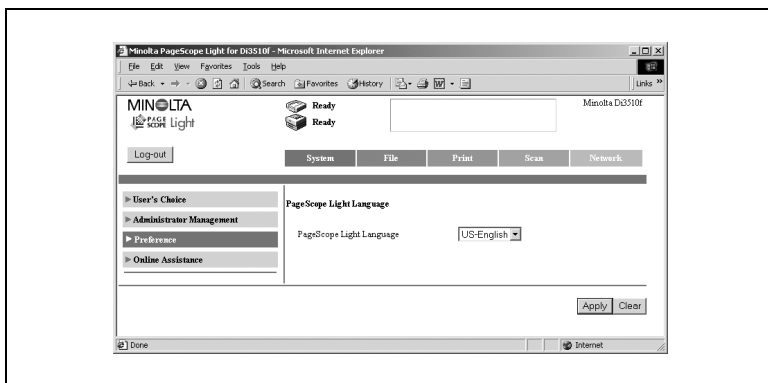 Minolta PageScope Light for Di3510f - Microsoft Internet Explorer
File Edit View Favorites Tools Help
Back Search Favorites History Links »
MINOLTA
PAGE SCOPE Light
Ready
Ready
Minolta Di3510f
Log-out
System File Print Scan Network
User's Choice
Administrator Management
Preference
Online Assistance
PageScope Light Language
PageScope Light Language US-English
Apply Clear
Done Internet